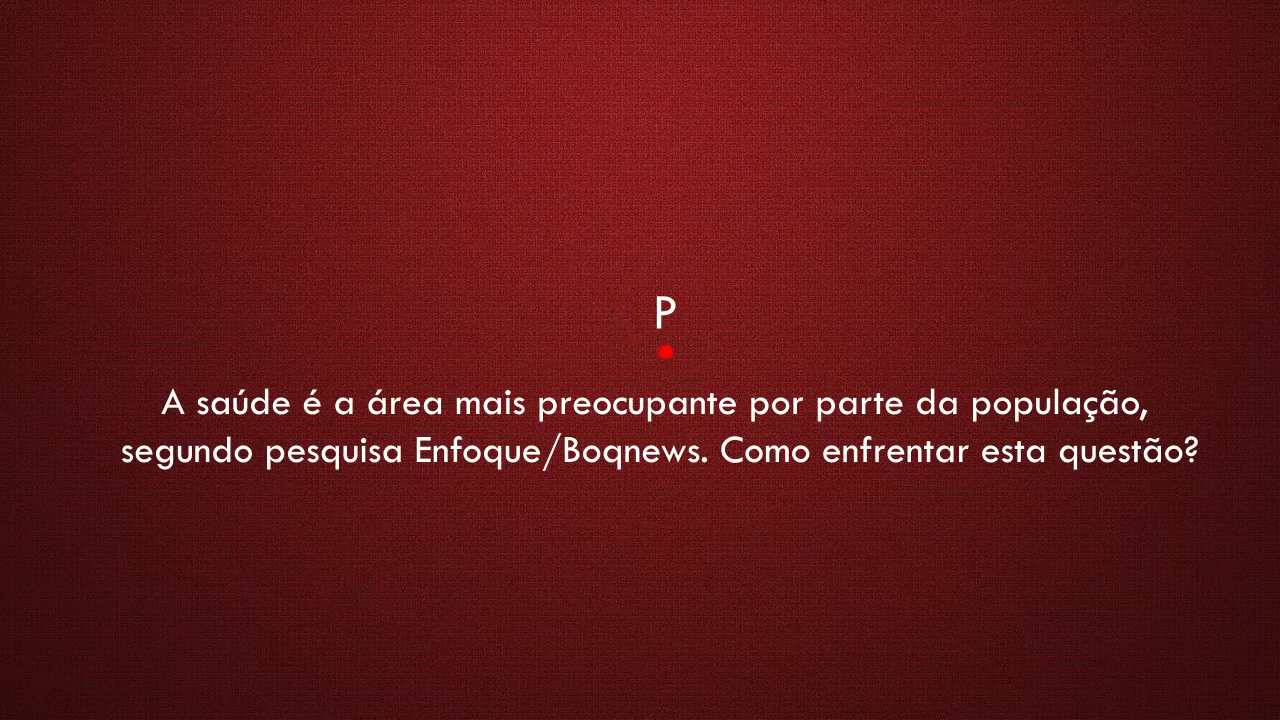 P
A saúde é a área mais preocupante por parte da população,
segundo pesquisa Enfoque/Boqnews. Como enfrentar esta questão?